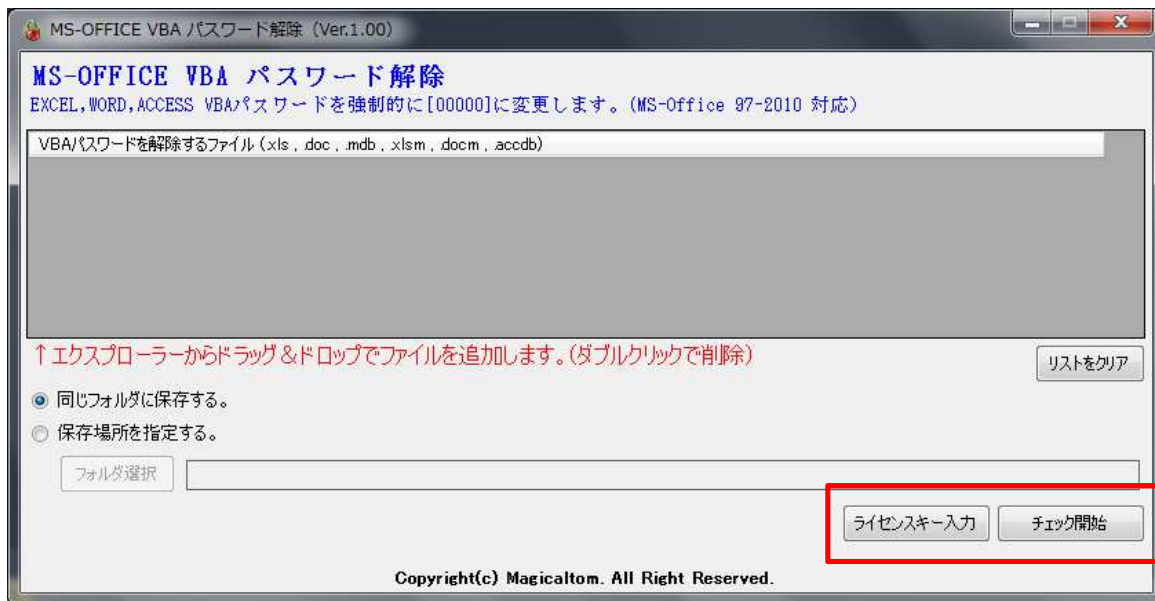 MS-OFFICE VBA パスワード解除 (Ver.1.00)
MS-OFFICE VBA パスワード解除
EXCEL,WORD,ACCESS VBAパスワードを強制的に[00000]に変更します。(MS-Office 97-2010 対応)
VBAパスワードを解除するファイル (.xls , .doc , .mdb , .xlsm , .docm , .accdb)
↑エクスプローラーからドラッグ&ドロップでファイルを追加します。(ダブルクリックで削除)
リストをクリア
同じフォルダに保存する。
保存場所を指定する。
フォルダ選択
ライセンスキー入力 チェック開始
Copyright(c) Magicaltom. All Right Reserved.